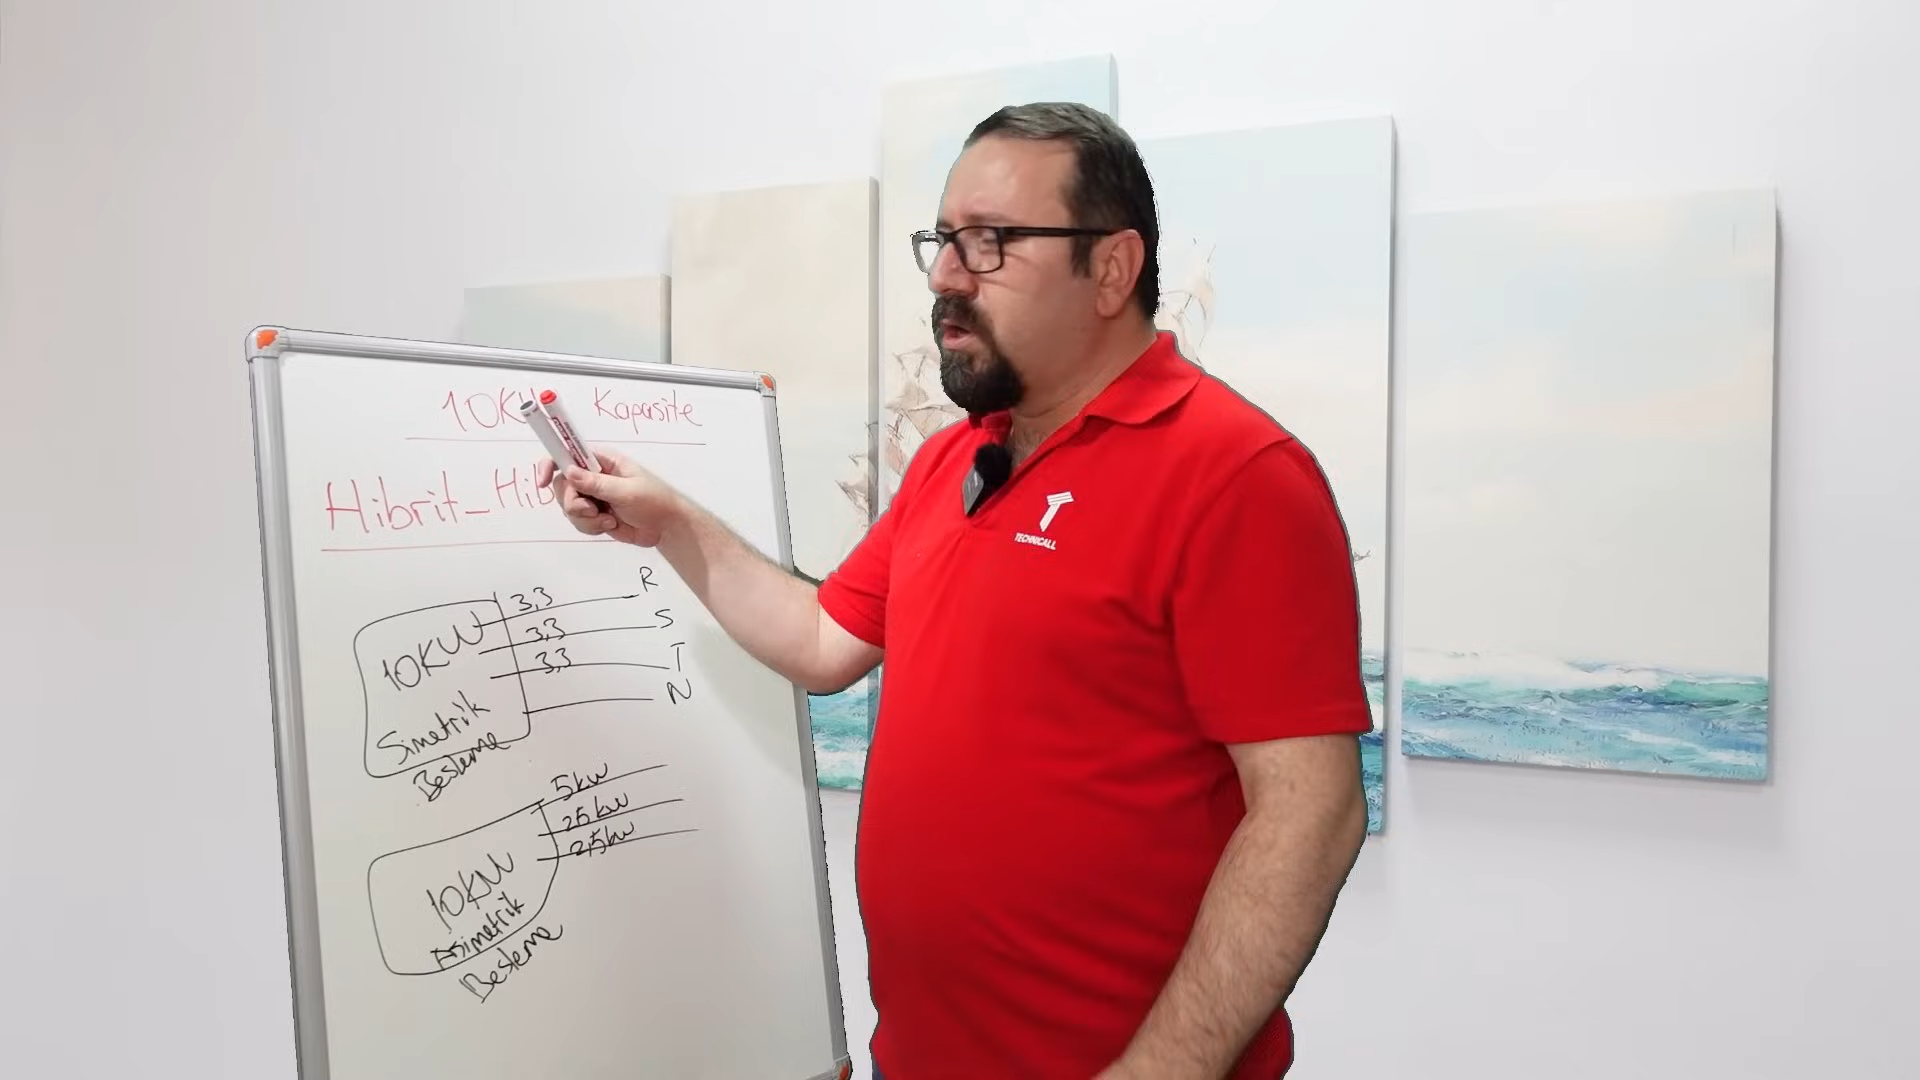 10KW Kapasite
Hibrit_Hib
3,3 R
3,3 S
3,3 T
N
10KW
Simetrik
Besleme
5kw
2,5kw
2,5kw
10KW
Asimetrik
Besleme
T
TECHNICALL